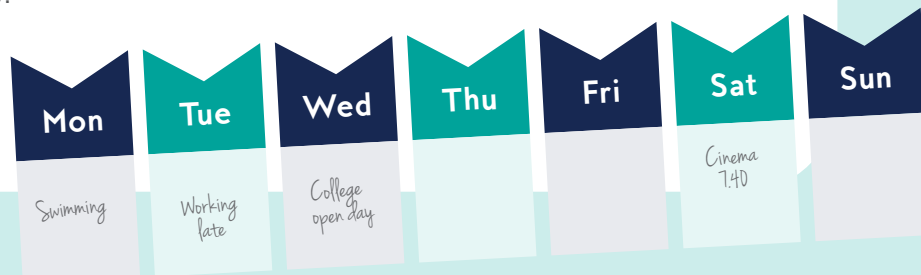 Mon
Tue
Wed
Thu
Fri
Sat
Sun
Swimming
Working
late
College
open day
Cinema
7.40